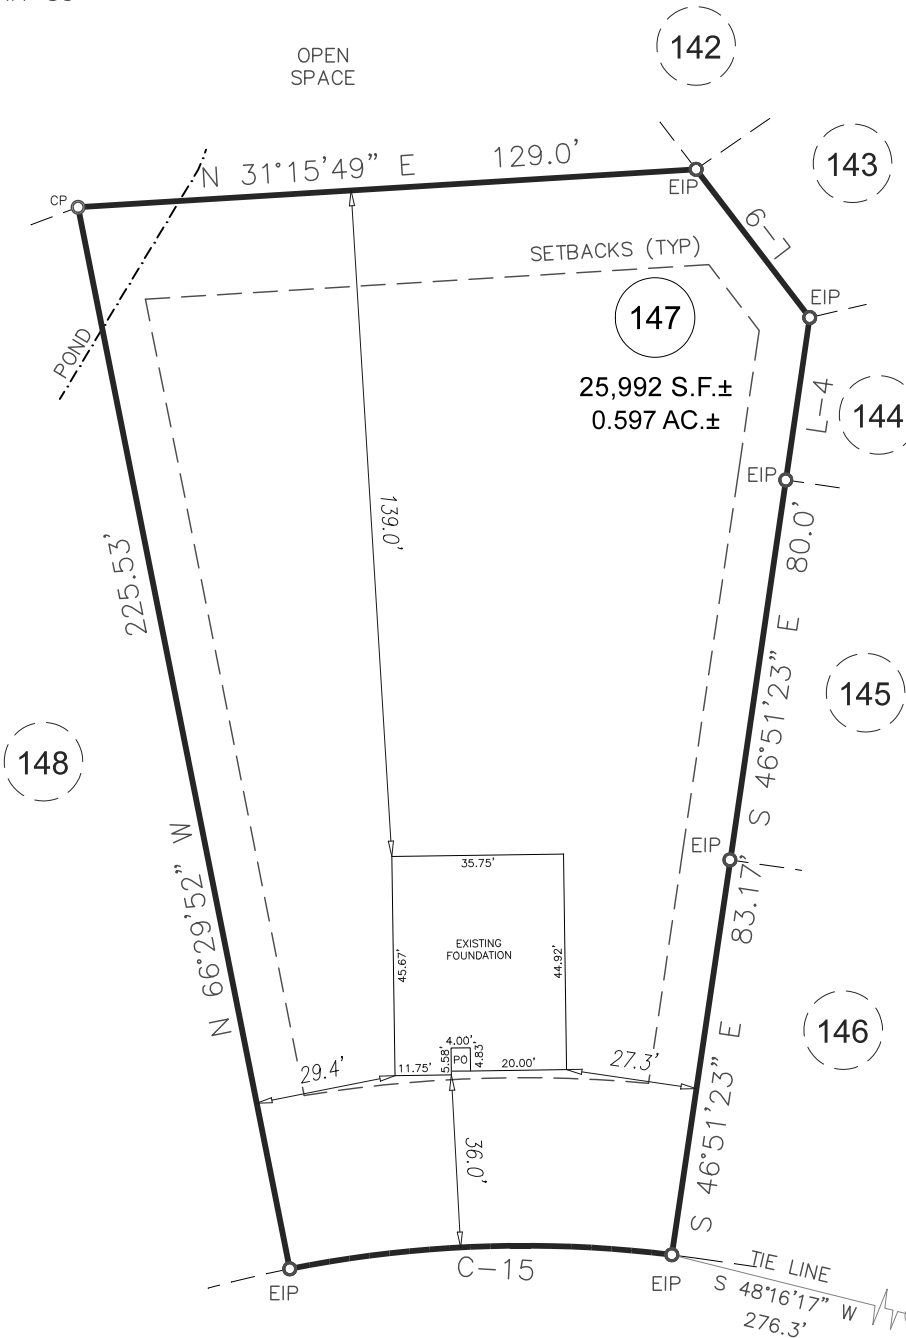 142
OPEN
SPACE
143
N 31°15'49" E 129.0'
CP
EIP
L-9
SETBACKS (TYP)
EIP
147
POND
25,992 S.F.±
0.597 AC.±
L-4
144
EIP
139.0'
80.0'
225.53'
S 46°51'23" E
145
148
EIP
35.75'
83.17'
N 66°29'52" W
EXISTING
FOUNDATION
45.67'
44.92'
146
4.00'
5.58'
PO
4.83'
11.75'
20.00'
29.4'
27.3'
S 46°51'23" E
36.0'
C-15
EIP
EIP
TIE LINE
S 48°16'17" W
276.3'